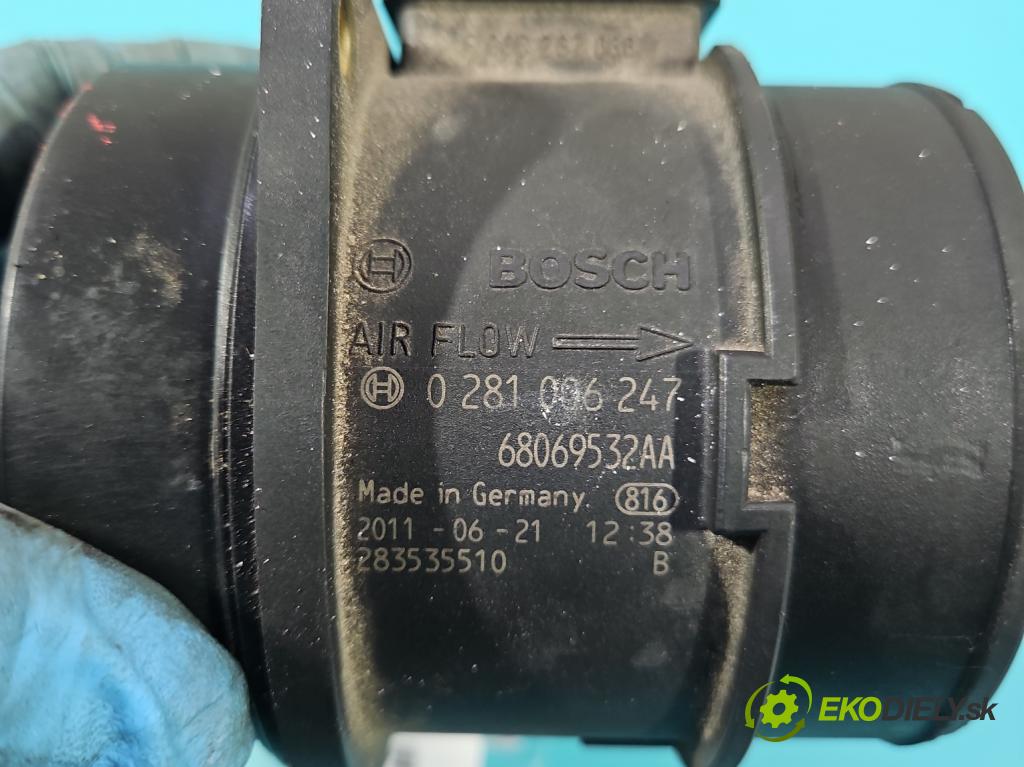 BOSCH
AIR FLOW
0 281 006 247
68069532AA
Made in Germany 816
2011 - 06 - 21 12:38
283535510 B
EKODIELY.sk